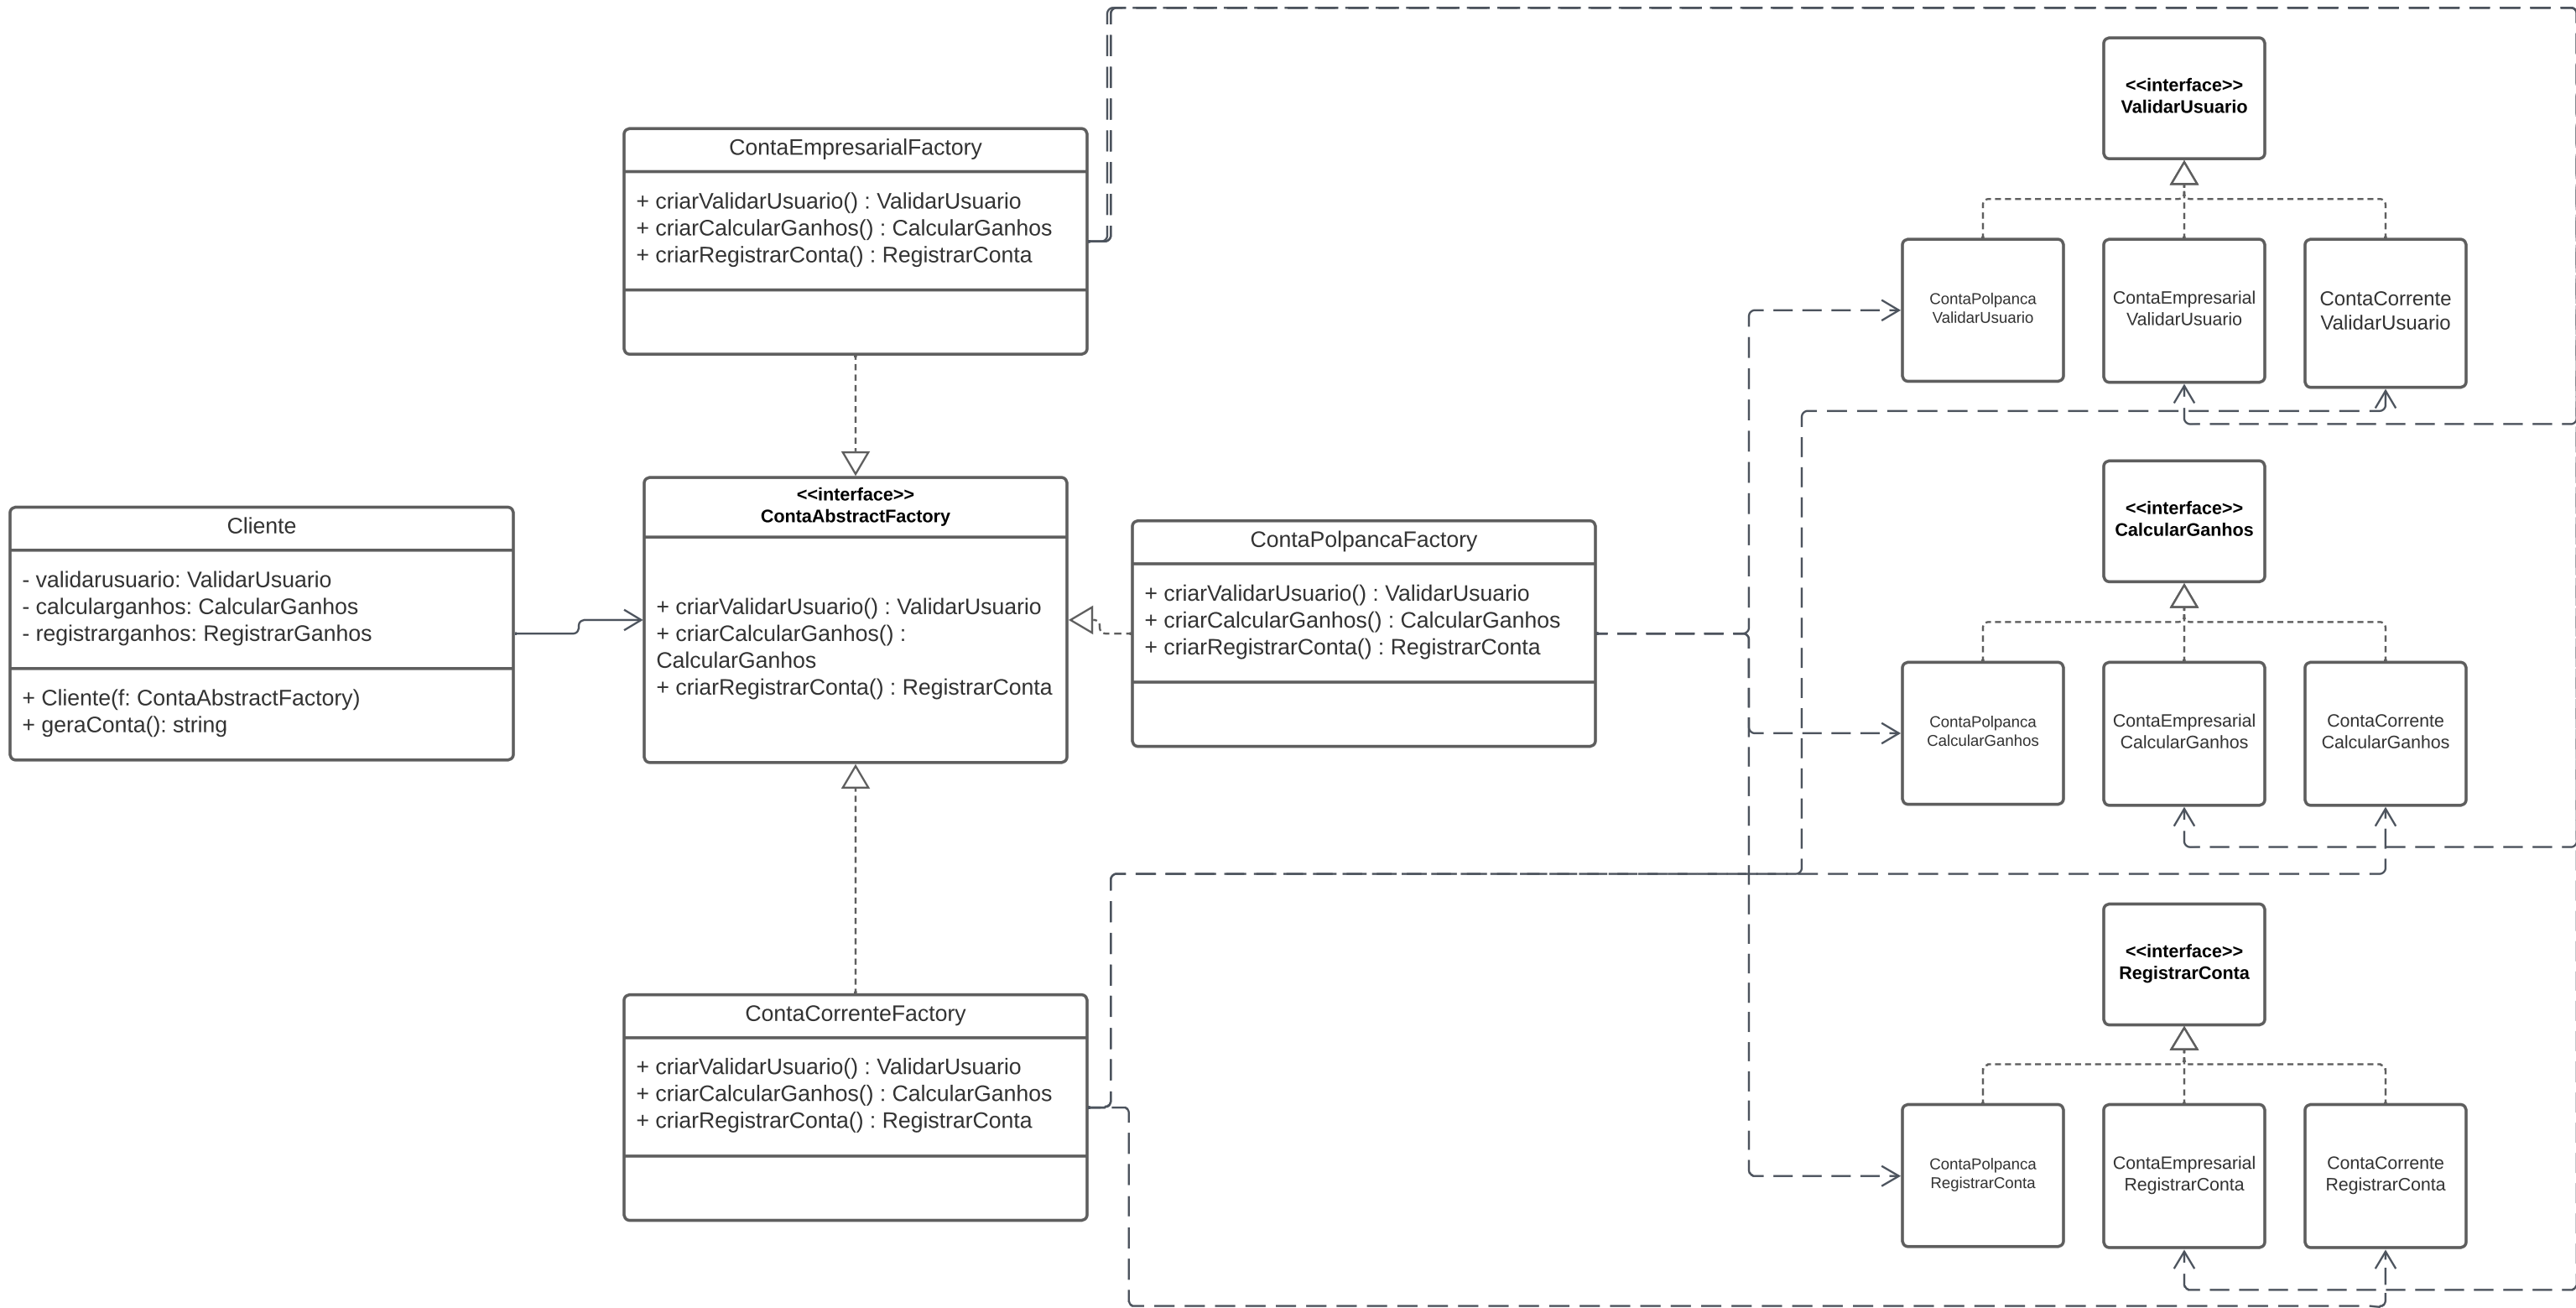 <<interface>>
ValidarUsuario
ContaEmpresarialFactory
+ criarValidarUsuario() : ValidarUsuario
+ criarCalcularGanhos() : CalcularGanhos
+ criarRegistrarConta() : RegistrarConta
ContaPolpanca
ValidarUsuario
ContaEmpresarial
ValidarUsuario
ContaCorrente
ValidarUsuario
Cliente
- validarusuario: ValidarUsuario
- calcularganhos: CalcularGanhos
- registrarganhos: RegistrarGanhos
+ Cliente(f: ContaAbstractFactory)
+ geraConta(): string
<<interface>>
ContaAbstractFactory
+ criarValidarUsuario() : ValidarUsuario
+ criarCalcularGanhos() :
CalcularGanhos
+ criarRegistrarConta() : RegistrarConta
ContaPolpancaFactory
+ criarValidarUsuario() : ValidarUsuario
+ criarCalcularGanhos() : CalcularGanhos
+ criarRegistrarConta() : RegistrarConta
<<interface>>
CalcularGanhos
ContaPolpanca
CalcularGanhos
ContaEmpresarial
CalcularGanhos
ContaCorrente
CalcularGanhos
ContaCorrenteFactory
+ criarValidarUsuario() : ValidarUsuario
+ criarCalcularGanhos() : CalcularGanhos
+ criarRegistrarConta() : RegistrarConta
<<interface>>
RegistrarConta
ContaPolpanca
RegistrarConta
ContaEmpresarial
RegistrarConta
ContaCorrente
RegistrarConta